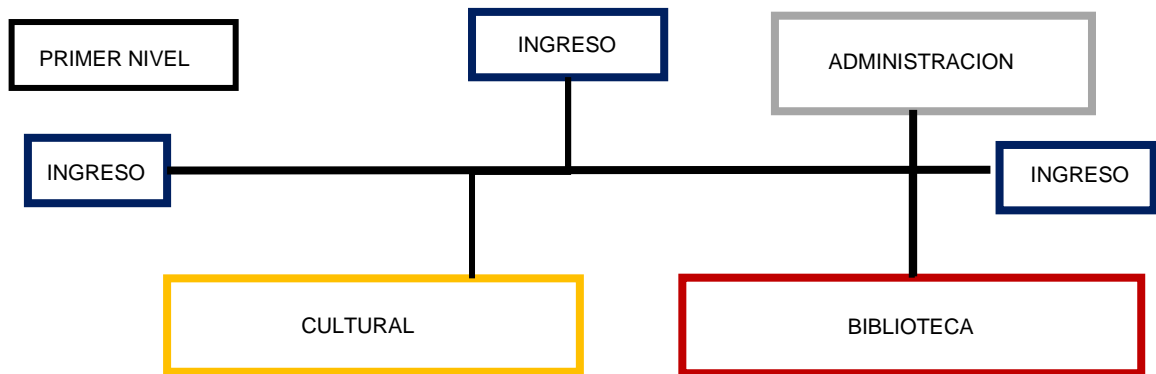 INGRESO
PRIMER NIVEL
ADMINISTRACION
INGRESO
INGRESO
CULTURAL
BIBLIOTECA